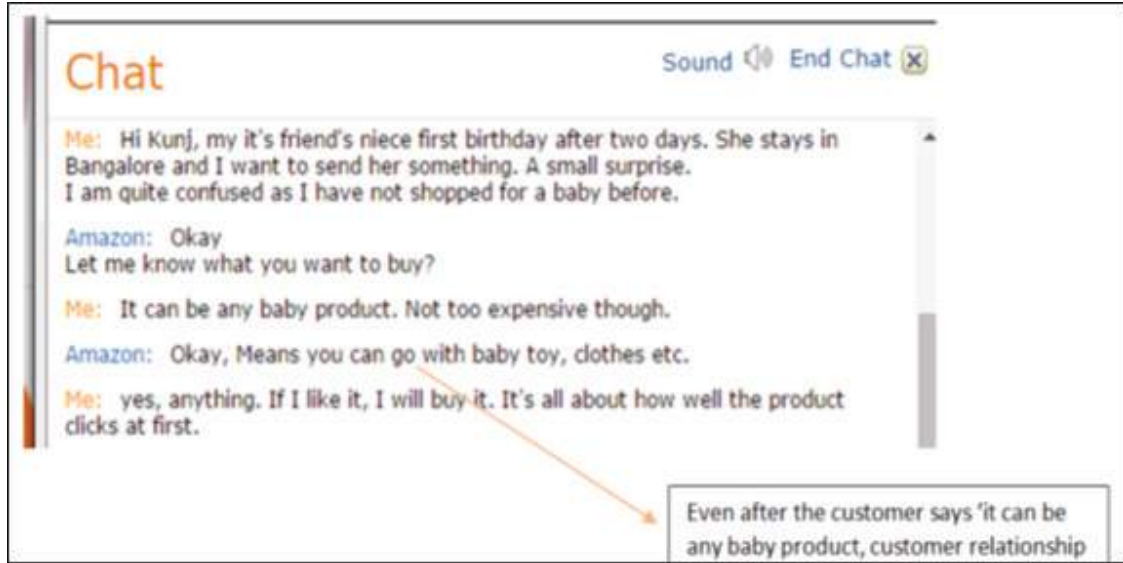 Chat
Sound End Chat
Me: Hi Kunj, my it's friend's niece first birthday after two days. She stays in
Bangalore and I want to send her something. A small surprise.
I am quite confused as I have not shopped for a baby before.
Amazon: Okay
Let me know what you want to buy?
Me: It can be any baby product. Not too expensive though.
Amazon: Okay, Means you can go with baby toy, clothes etc.
Me: yes, anything. If I like it, I will buy it. It's all about how well the product
clicks at first.
Even after the customer says 'it can be
any baby product, customer relationship